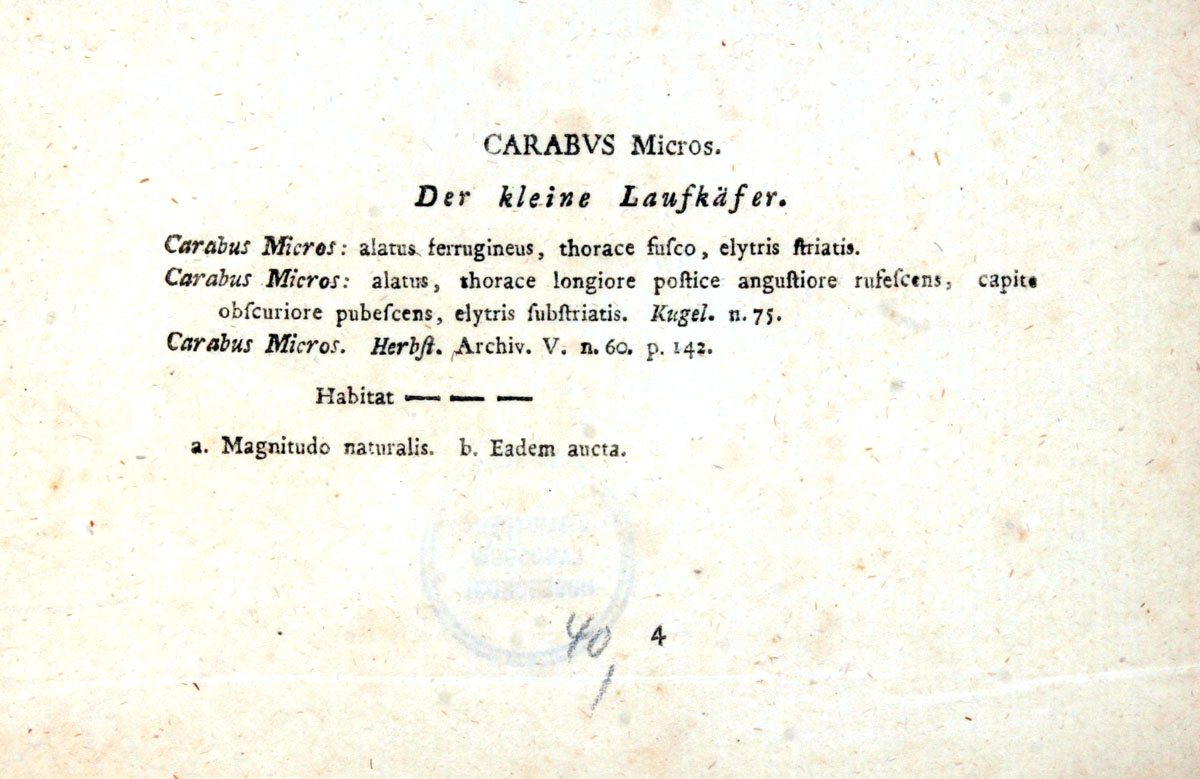 CARABVS Micros.
Der kleine Laufkäfer.
Carabus Micros: alatus ferrugineus, thorace fuſco, elytris ſtriatis.
Carabus Micros: alatus, thorace longiore poſtice anguſtiore rufeſcens, capite
obſcuriore pubeſcens, elytris ſubſtriatis. Kugel. n. 75.
Carabus Micros. Herbſt. Archiv. V. n. 60. p. 142.
Habitat — — —
a. Magnitudo naturalis. b. Eadem aucta.
40 4